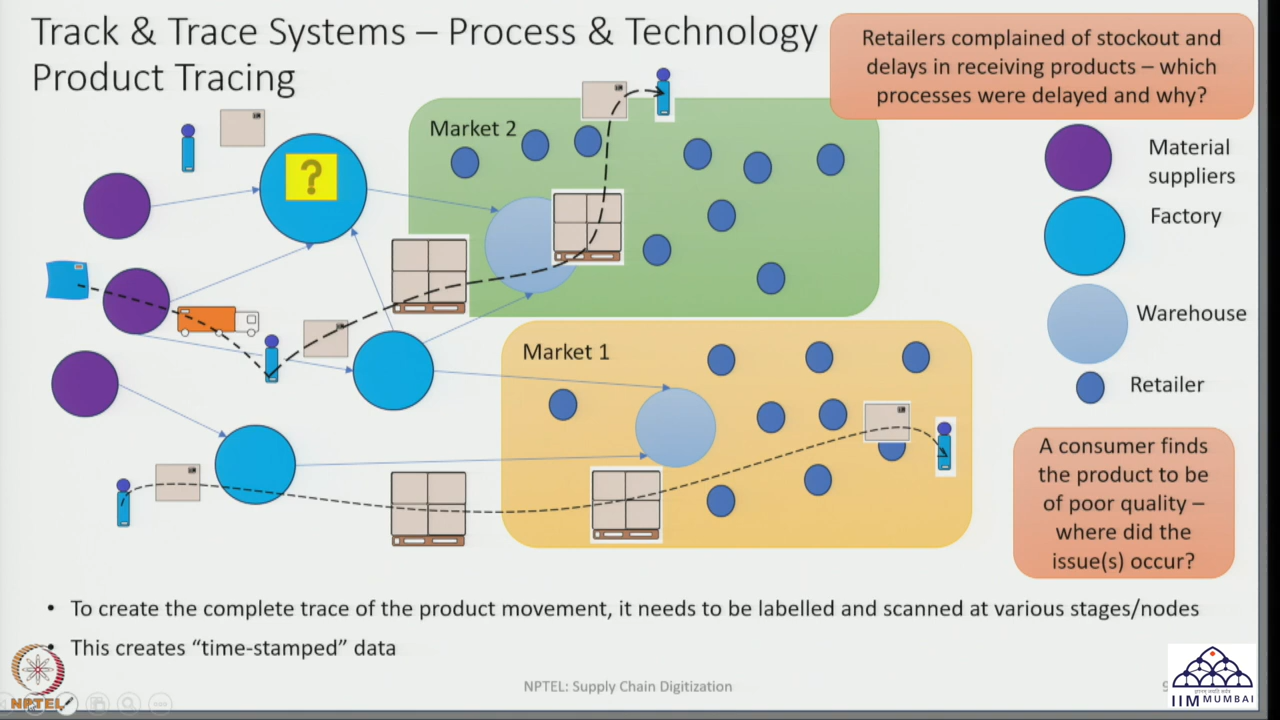 Track & Trace Systems – Process & Technology
Product Tracing
Retailers complained of stockout and
delays in receiving products – which
processes were delayed and why?
Market 2
?
Material
suppliers
Factory
Warehouse
Retailer
Market 1
A consumer finds
the product to be
of poor quality –
where did the
issue(s) occur?
• To create the complete trace of the product movement, it needs to be labelled and scanned at various stages/nodes
• This creates “time-stamped” data
NPTEL: Supply Chain Digitization
NPTEL
IIM MUMBAI